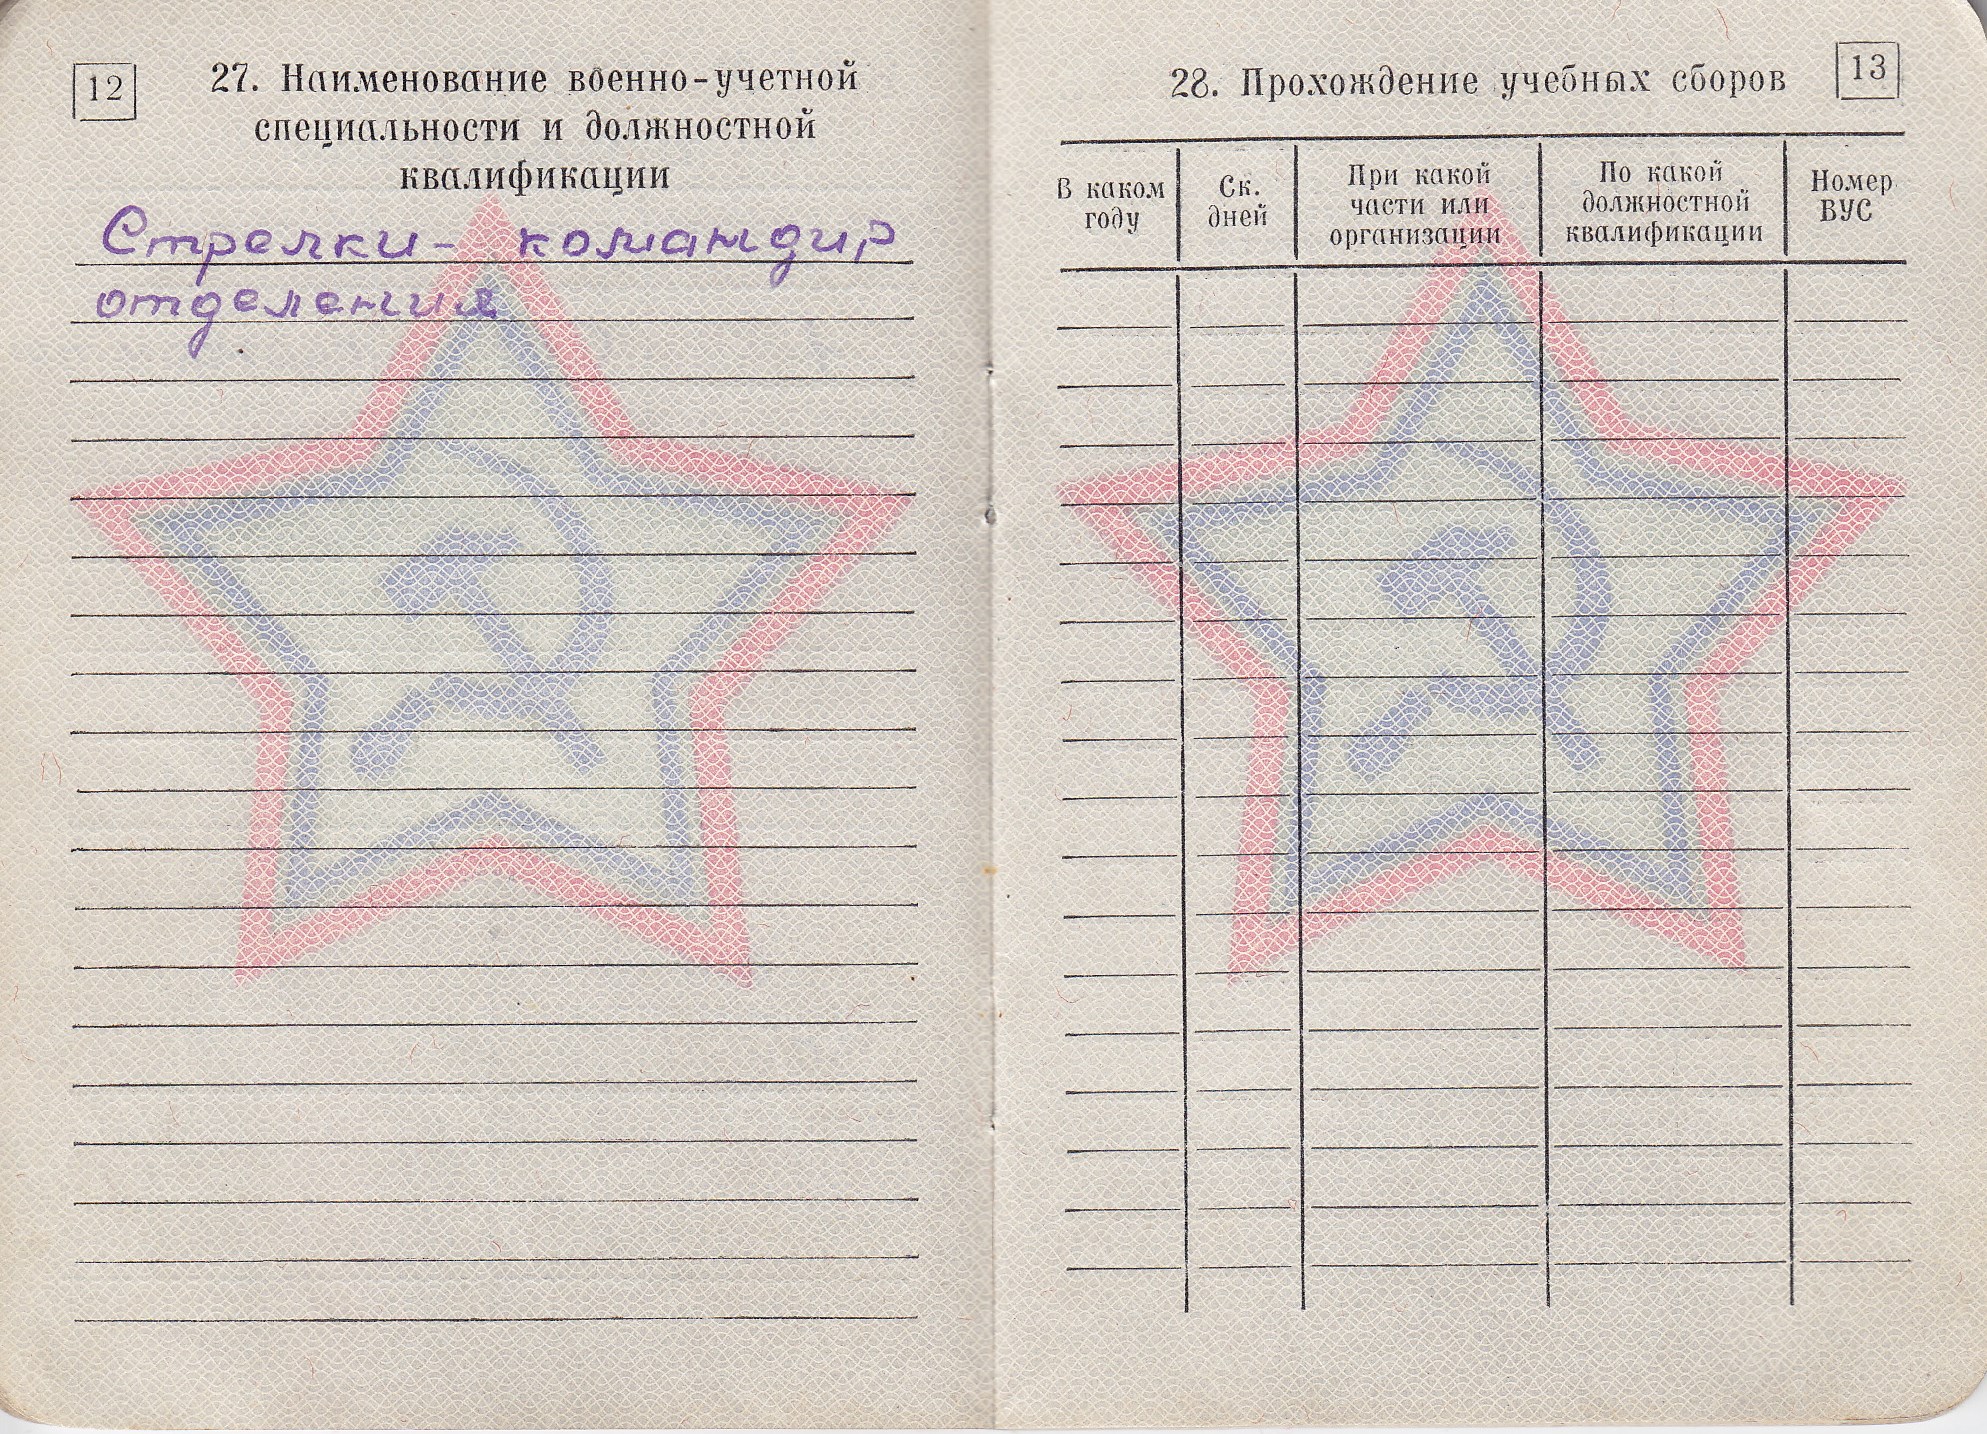 12
27. Наименование военно-учетной
специальности и должностной
квалификации
Стрелки- командир
отделения
13
28. Прохождение учебных сборов
В каком
году
Ск.
дней
При какой
части или
организации
По какой
должностной
квалификации
Номер
ВУС